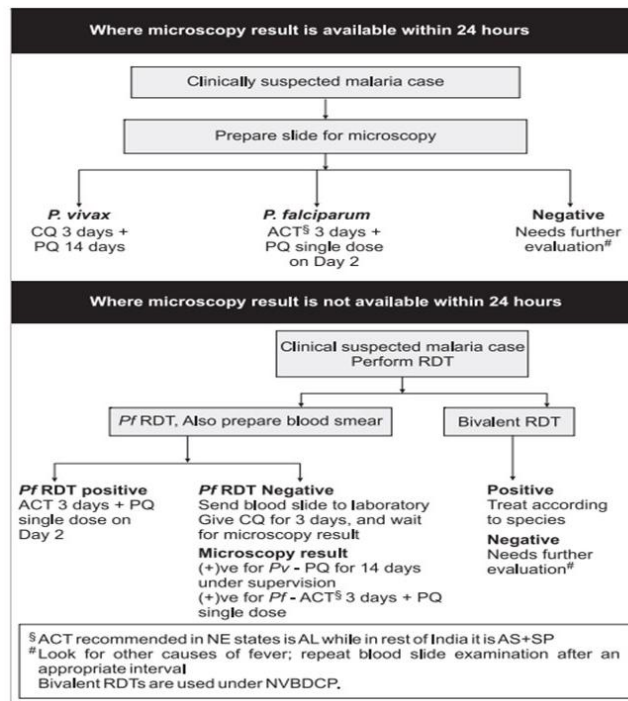 Where microscopy result is available within 24 hours
Clinically suspected malaria case
Prepare slide for microscopy
P. vivax
CQ 3 days +
PQ 14 days
P. falciparum
ACT§ 3 days +
PQ single dose
on Day 2
Negative
Needs further
evaluation#
Where microscopy result is not available within 24 hours
Clinical suspected malaria case
Perform RDT
Pf RDT, Also prepare blood smear
Bivalent RDT
Pf RDT positive
ACT 3 days + PQ
single dose on
Day 2
Pf RDT Negative
Send blood slide to laboratory
Give CQ for 3 days, and wait
for microscopy result
Microscopy result
(+)ve for Pv - PQ for 14 days
under supervision
(+)ve for Pf - ACT§ 3 days + PQ
single dose
Positive
Treat according
to species
Negative
Needs further
evaluation#
§ACT recommended in NE states is AL while in rest of India it is AS+SP
#Look for other causes of fever; repeat blood slide examination after an
appropriate interval
Bivalent RDTs are used under NVBDCP.